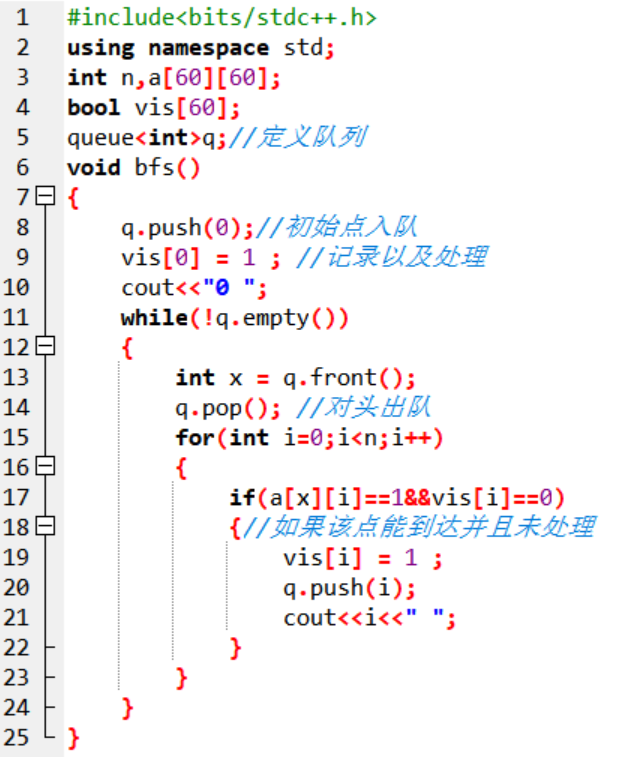 1 #include<bits/stdc++.h>
2 using namespace std;
3 int n,a[60][60];
4 bool vis[60];
5 queue<int>q;//定义队列
6 void bfs()
7 {
8 q.push(0);//初始点入队
9 vis[0] = 1 ; //记录以及处理
10 cout<<"0 ";
11 while(!q.empty())
12 {
13 int x = q.front();
14 q.pop(); //对头出队
15 for(int i=0;i<n;i++)
16 {
17 if(a[x][i]==1&&vis[i]==0)
18 {//如果该点能到达并且未处理
19 vis[i] = 1 ;
20 q.push(i);
21 cout<<i<<" ";
22 }
23 }
24 }
25 }